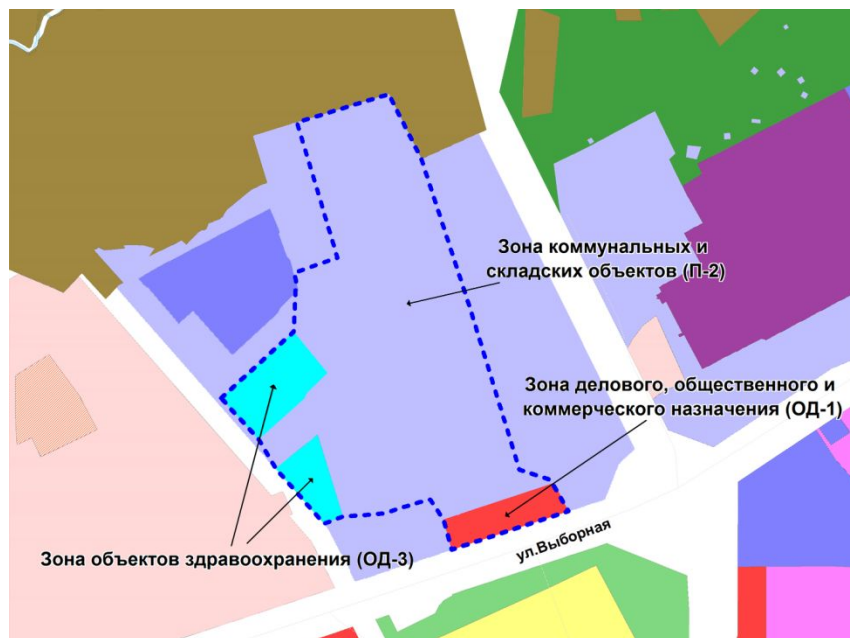 Зона коммунальных и
складских объектов (П-2)
Зона делового, общественного и
коммерческого назначения (ОД-1)
ул.Выборная
Зона объектов здравоохранения (ОД-3)